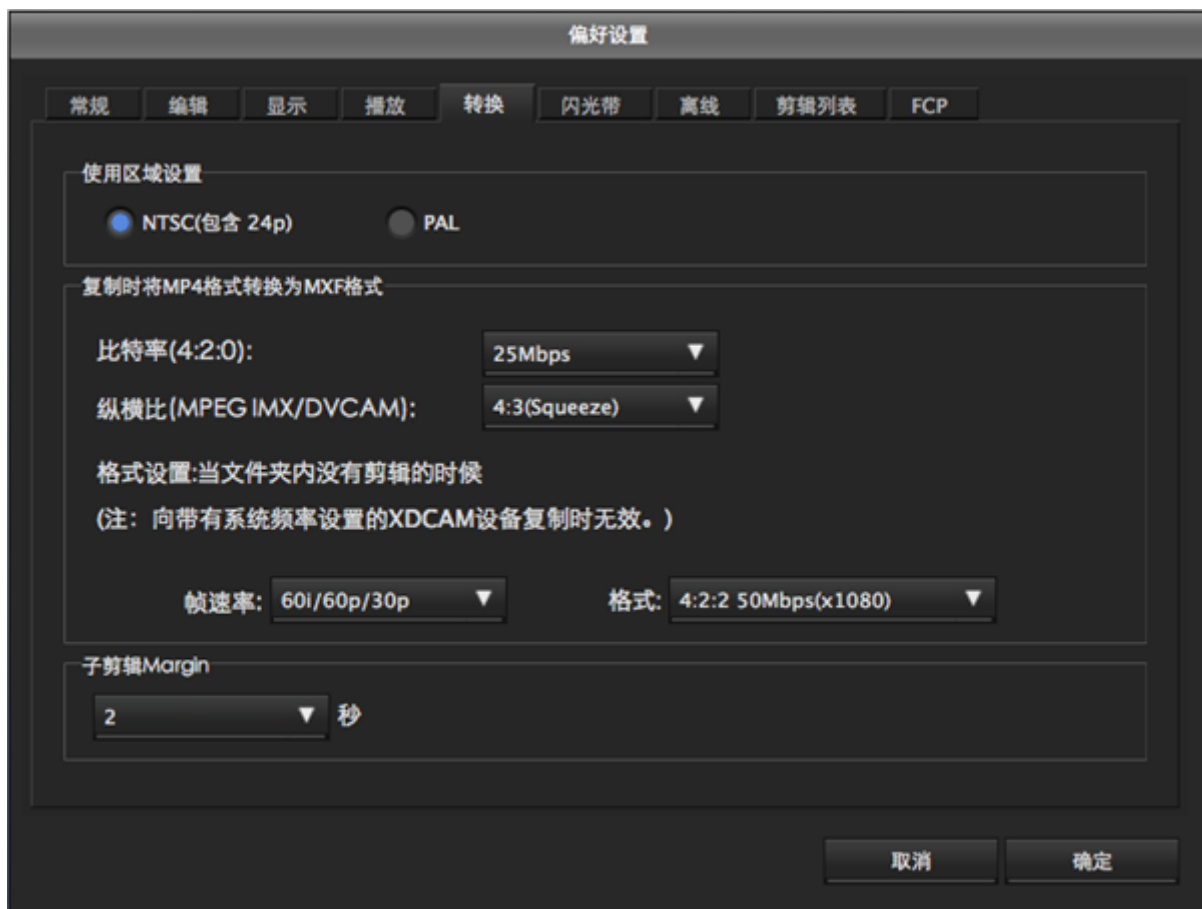 偏好设置
常规 编辑 显示 播放 转换 闪光带 离线 剪辑列表 FCP
使用区域设置
NTSC(包含 24p) PAL
复制时将MP4格式转换为MXF格式
比特率(4:2:0): 25Mbps
纵横比(MPEG IMX/DVCAM): 4:3(Squeeze)
格式设置:当文件夹内没有剪辑的时候
(注：向带有系统频率设置的XDCAM设备复制时无效。)
帧速率: 60i/60p/30p 格式: 4:2:2 50Mbps(x1080)
子剪辑Margin
2 秒
取消 确定